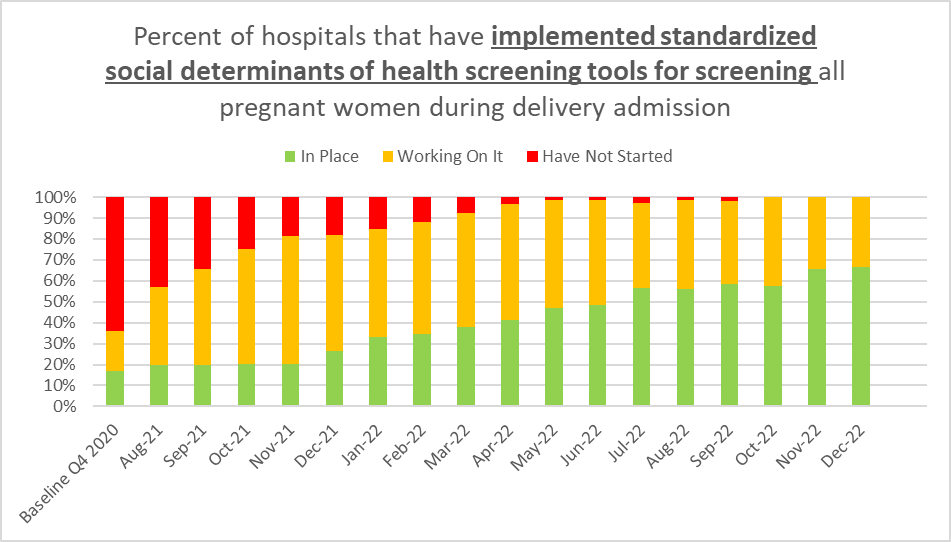 Percent of hospitals that have implemented standardized
social determinants of health screening tools for screening all
pregnant women during delivery admission
In Place Working On It Have Not Started
100%
90%
80%
70%
60%
50%
40%
30%
20%
10%
0%
Baseline Q4 2020 Aug-21 Sep-21 Oct-21 Nov-21 Dec-21 Jan-22 Feb-22 Mar-22 Apr-22 May-22 Jun-22 Jul-22 Aug-22 Sep-22 Oct-22 Nov-22 Dec-22